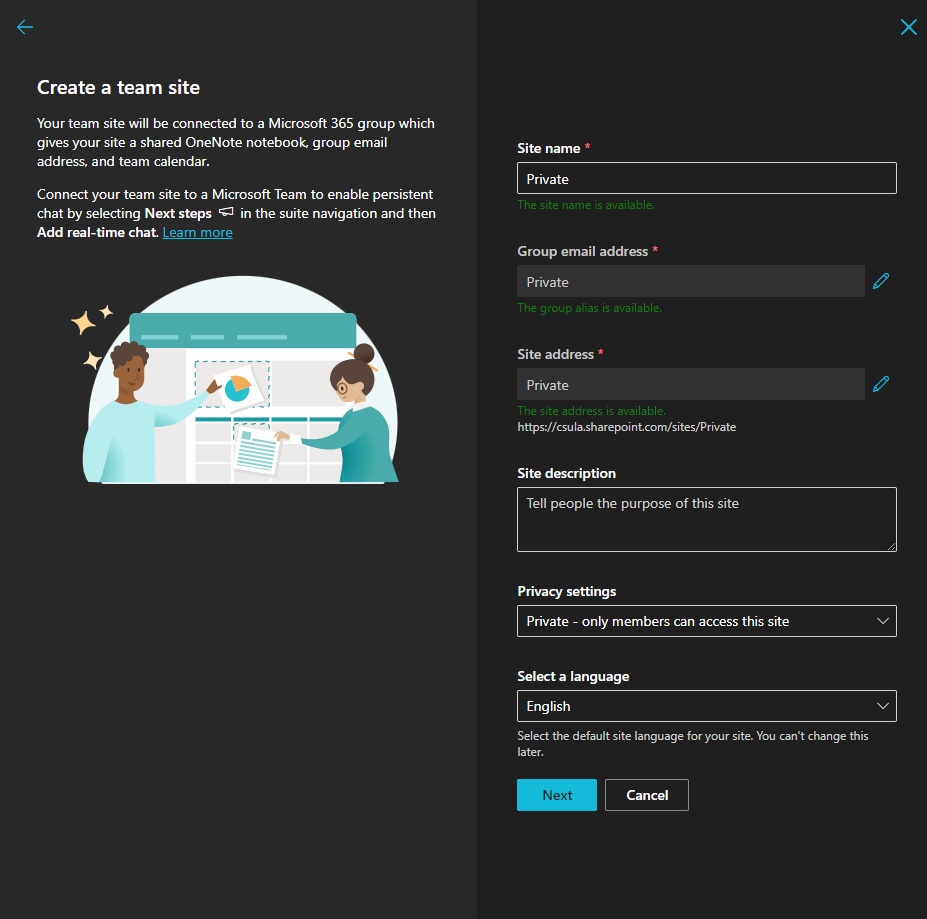 Create a team site
Your team site will be connected to a Microsoft 365 group which
gives your site a shared OneNote notebook, group email
address, and team calendar.
Connect your team site to a Microsoft Team to enable persistent
chat by selecting Next steps in the suite navigation and then
Add real-time chat. Learn more
Site name *
Private
The site name is available.
Group email address *
Private
The group alias is available.
Site address *
Private
The site address is available.
https://csula.sharepoint.com/sites/Private
Site description
Tell people the purpose of this site
Privacy settings
Private - only members can access this site
Select a language
English
Select the default site language for your site. You can't change this
later.
Next
Cancel